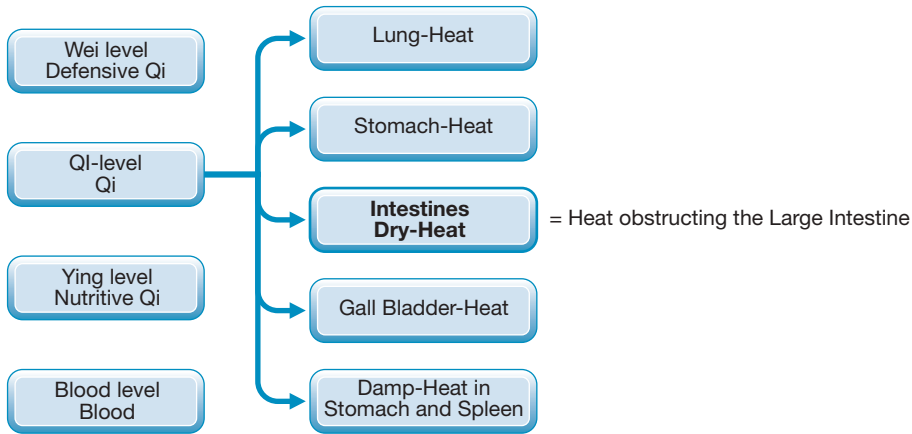 Wei level
Defensive Qi
QI-level
Qi
Ying level
Nutritive Qi
Blood level
Blood
Lung-Heat
Stomach-Heat
Intestines
Dry-Heat
= Heat obstructing the Large Intestine
Gall Bladder-Heat
Damp-Heat in
Stomach and Spleen